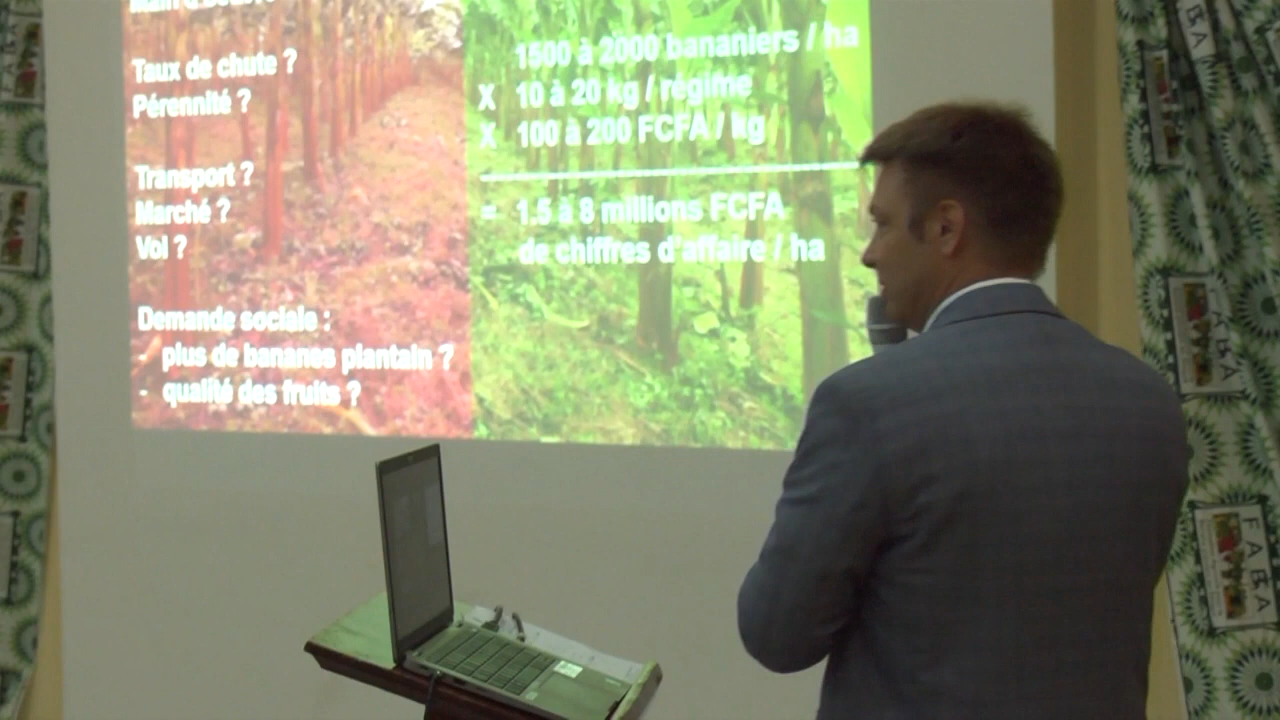 Taux de chute ?
Pérennité ?
Transport ?
Marché ?
Vol ?
Demande sociale :
- plus de bananes plantain ?
- qualité des fruits ?
1500 à 2000 bananiers / ha
X 10 à 20 kg / régime
X 100 à 200 FCFA / kg
= 1.5 à 8 millions FCFA
de chiffres d'affaire / ha
FABA